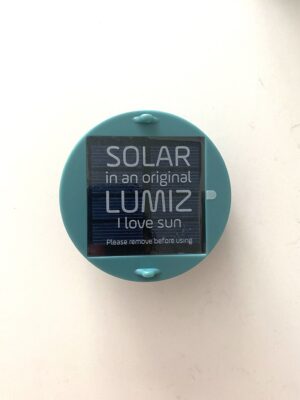 SOLAR
in an original
LUMIZ
I love sun
Please remove before using